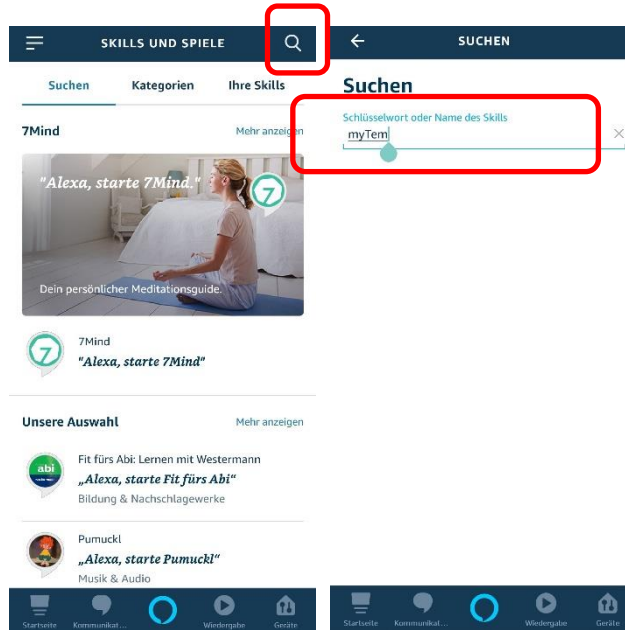 SKILLS UND SPIELE
Suchen Kategorien Ihre Skills
7Mind Mehr anzeigen
"Alexa, starte 7Mind."
7
Dein persönlicher Meditationsguide.
7
7Mind
"Alexa, starte 7Mind"
Unsere Auswahl Mehr anzeigen
abi
Fit fürs Abi: Lernen mit Westermann
„Alexa, starte Fit fürs Abi“
Bildung & Nachschlagewerke
Pumuckl
„Alexa, starte Pumuckl“
Musik & Audio
Startseite Kommunikat... Wiedergabe Geräte
SUCHEN
Suchen
Schlüsselwort oder Name des Skills
myTem
Startseite Kommunikat... Wiedergabe Geräte